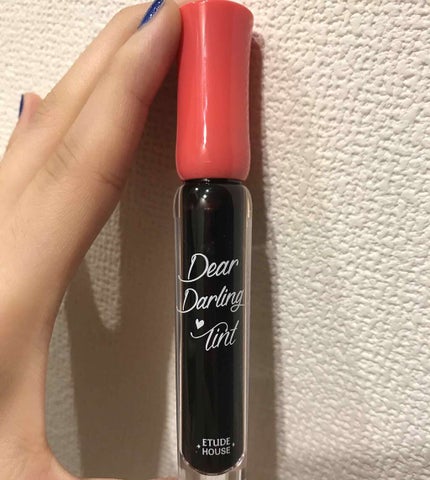 Dear
Darling
Tint
ETUDE
HOUSE